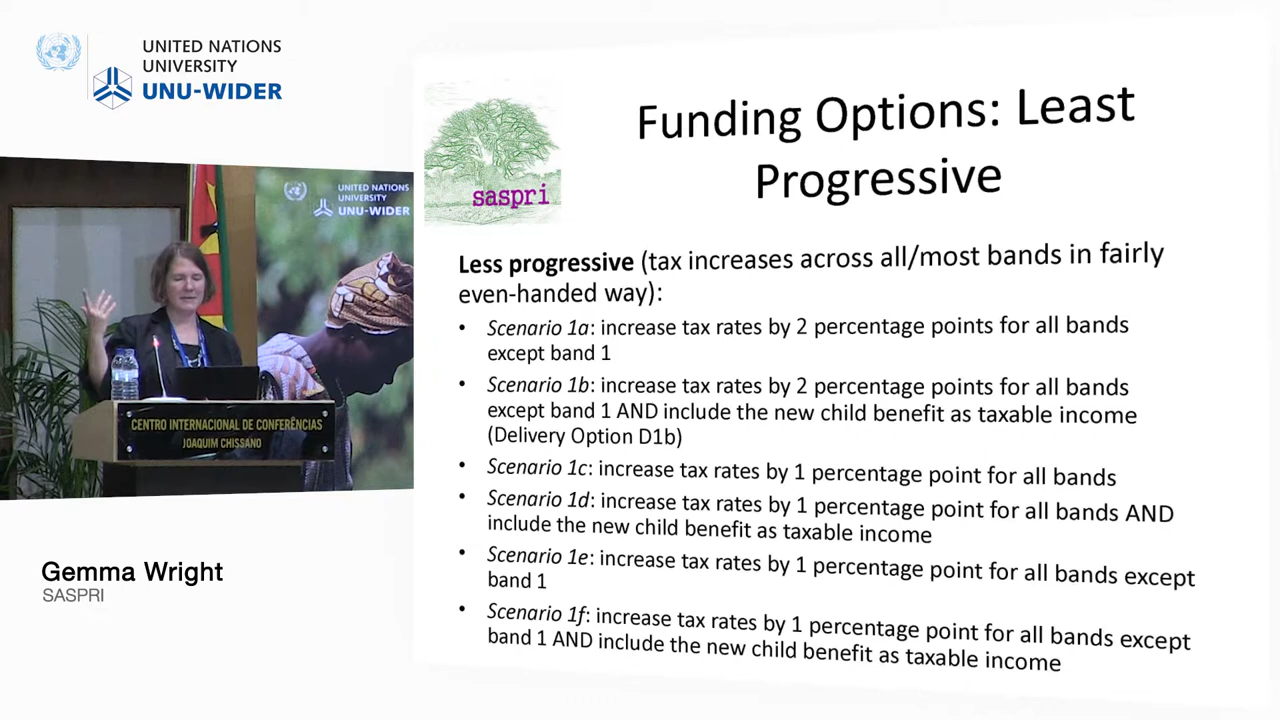 UNITED NATIONS
UNIVERSITY
UNU-WIDER
UNITED NATIONS
UNIVERSITY
UNU-WIDER
CENTRO INTERNACIONAL DE CONFERÊNCIAS
JOAQUIM CHISSANO
Gemma Wright
SASPRI
saspri
Funding Options: Least
Progressive
Less progressive (tax increases across all/most bands in fairly
even-handed way):
• Scenario 1a: increase tax rates by 2 percentage points for all bands
except band 1
• Scenario 1b: increase tax rates by 2 percentage points for all bands
except band 1 AND include the new child benefit as taxable income
(Delivery Option D1b)
• Scenario 1c: increase tax rates by 1 percentage point for all bands
• Scenario 1d: increase tax rates by 1 percentage point for all bands AND
include the new child benefit as taxable income
• Scenario 1e: increase tax rates by 1 percentage point for all bands except
band 1
• Scenario 1f: increase tax rates by 1 percentage point for all bands except
band 1 AND include the new child benefit as taxable income